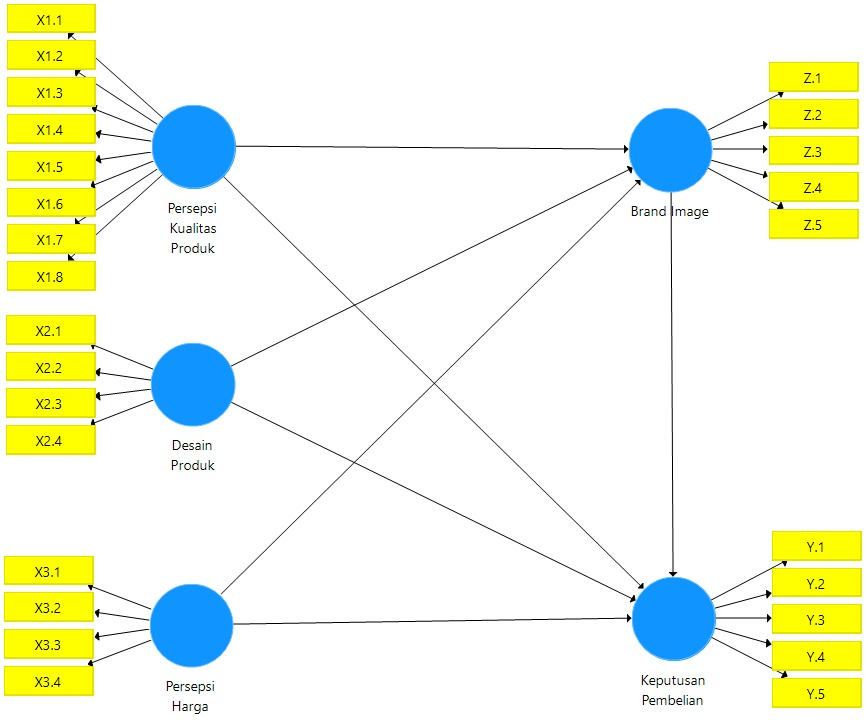 X1.1
X1.2
X1.3
X1.4
X1.5
X1.6
X1.7
X1.8
Persepsi
Kualitas
Produk
X2.1
X2.2
X2.3
X2.4
Desain
Produk
X3.1
X3.2
X3.3
X3.4
Persepsi
Harga
Brand Image
Z.1
Z.2
Z.3
Z.4
Z.5
Keputusan
Pembelian
Y.1
Y.2
Y.3
Y.4
Y.5